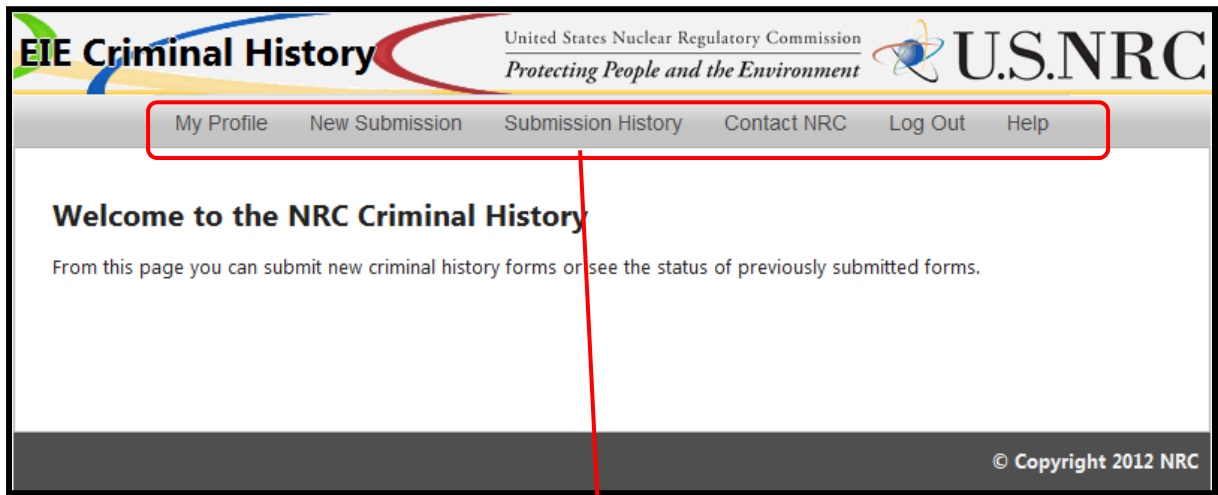 EIE Criminal History
United States Nuclear Regulatory Commission
Protecting People and the Environment
U.S.NRC
My Profile New Submission Submission History Contact NRC Log Out Help
Welcome to the NRC Criminal History
From this page you can submit new criminal history forms or see the status of previously submitted forms.
© Copyright 2012 NRC